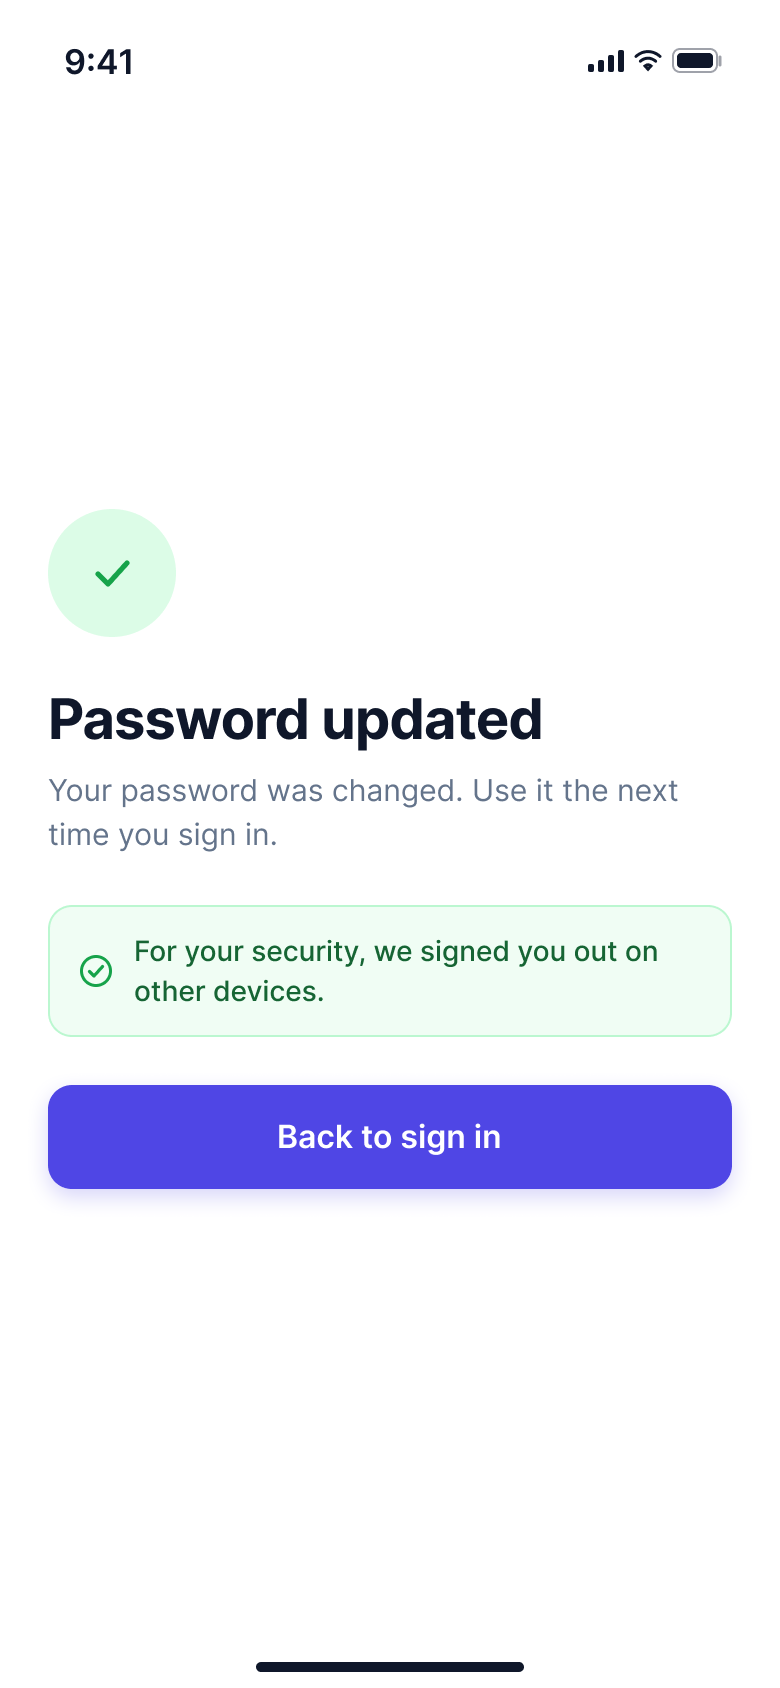 9:41
Password updated
Your password was changed. Use it the next
time you sign in.
For your security, we signed you out on
other devices.
Back to sign in